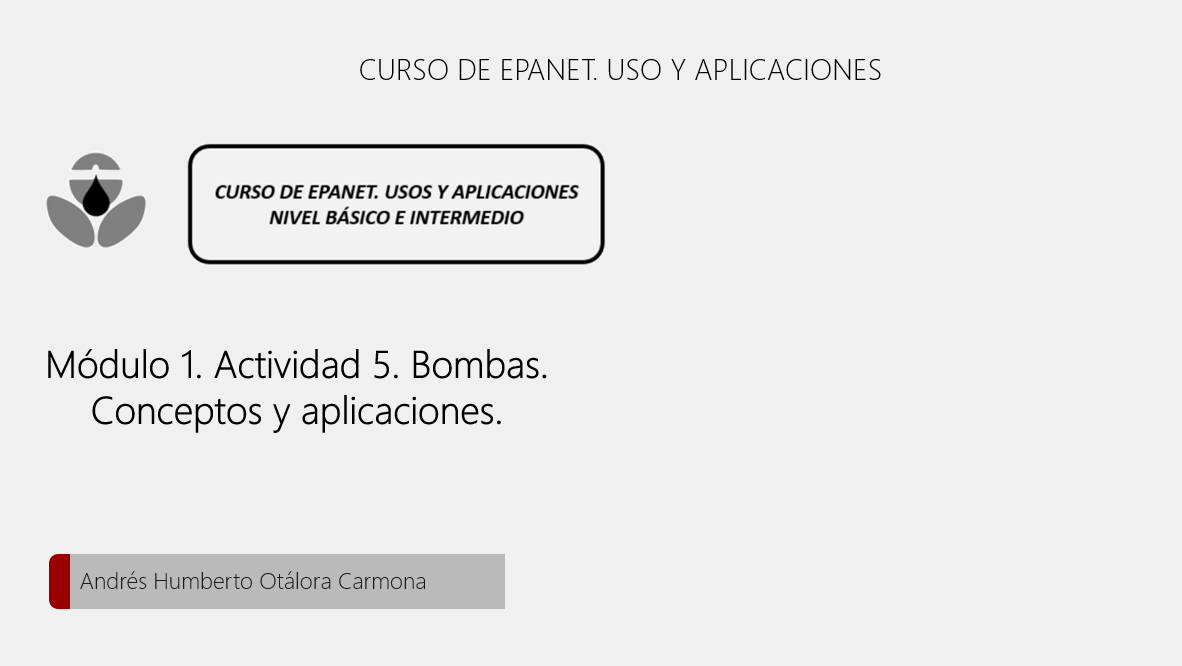 CURSO DE EPANET. USO Y APLICACIONES
CURSO DE EPANET. USOS Y APLICACIONES
NIVEL BÁSICO E INTERMEDIO
Módulo 1. Actividad 5. Bombas.
Conceptos y aplicaciones.
Andrés Humberto Otálora Carmona